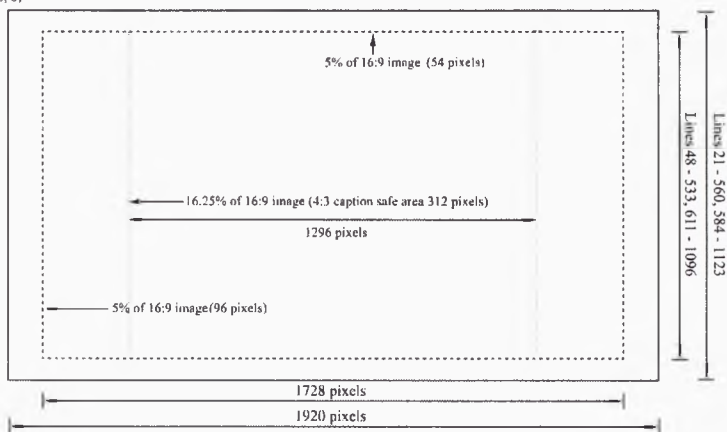 5% of 16:9 image (54 pixels)
16.25% of 16:9 image (4:3 caption safe area 312 pixels)
1296 pixels
5% of 16:9 image(96 pixels)
Lines 48 - 533, 611 - 1096
Lines 21 - 560, 584 - 1123
1728 pixels
1920 pixels